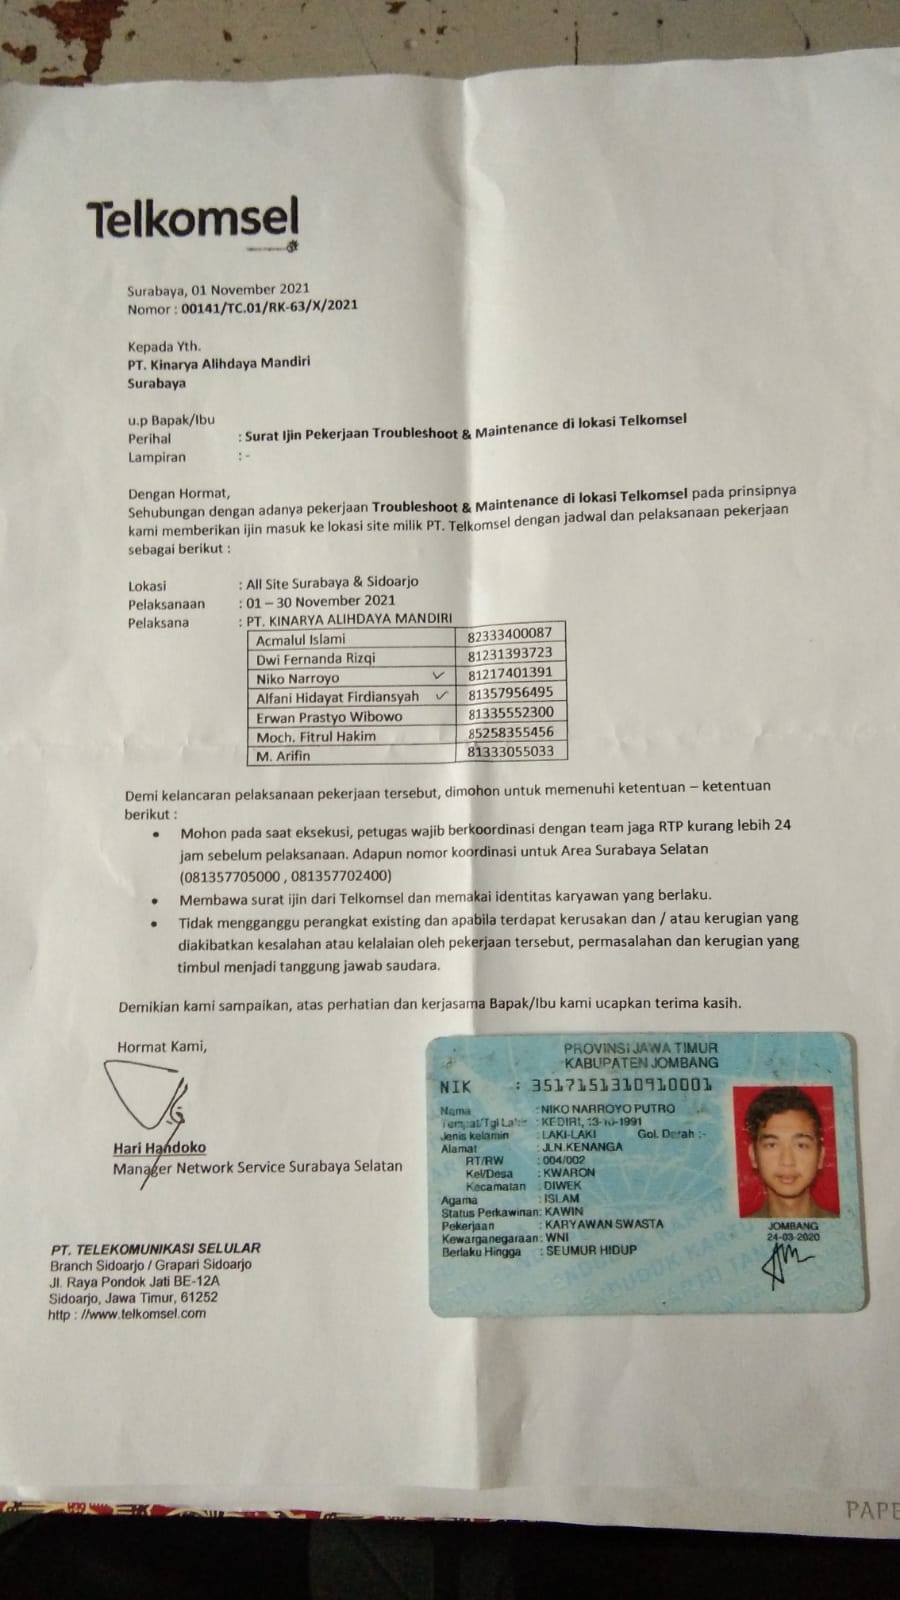 Telkomsel
Surabaya, 01 November 2021
Nomor : 00141/TC.01/RK-63/X/2021
Kepada Yth.
PT. Kinarya Alihdaya Mandiri
Surabaya
u.p Bapak/Ibu
Perihal : Surat Ijin Pekerjaan Troubleshoot & Maintenance di lokasi Telkomsel
Lampiran : -
Dengan Hormat,
Sehubungan dengan adanya pekerjaan Troubleshoot & Maintenance di lokasi Telkomsel pada prinsipnya
kami memberikan ijin masuk ke lokasi site milik PT. Telkomsel dengan jadwal dan pelaksanaan pekerjaan
sebagai berikut :
Lokasi : All Site Surabaya & Sidoarjo
Pelaksanaan : 01 – 30 November 2021
Pelaksana : PT. KINARYA ALIHDAYA MANDIRI
Acmalul Islami 82333400087
Dwi Fernanda Rizqi 81231393723
Niko Narroyo ✓ 81217401391
Alfani Hidayat Firdiansyah ✓ 81357956495
Erwan Prastyo Wibowo 81335552300
Moch. Fitrul Hakim 85258355456
M. Arifin 81333055033
Demi kelancaran pelaksanaan pekerjaan tersebut, dimohon untuk memenuhi ketentuan – ketentuan
berikut :
• Mohon pada saat eksekusi, petugas wajib berkoordinasi dengan team jaga RTP kurang lebih 24
jam sebelum pelaksanaan. Adapun nomor koordinasi untuk Area Surabaya Selatan
(081357705000 , 081357702400)
• Membawa surat ijin dari Telkomsel dan memakai identitas karyawan yang berlaku.
• Tidak mengganggu perangkat existing dan apabila terdapat kerusakan dan / atau kerugian yang
diakibatkan kesalahan atau kelalaian oleh pekerjaan tersebut, permasalahan dan kerugian yang
timbul menjadi tanggung jawab saudara.
Demikian kami sampaikan, atas perhatian dan kerjasama Bapak/Ibu kami ucapkan terima kasih.
Hormat Kami,
Hari Handoko
Manager Network Service Surabaya Selatan
PT. TELEKOMUNIKASI SELULAR
Branch Sidoarjo / Grapari Sidoarjo
Jl. Raya Pondok Jati BE-12A
Sidoarjo, Jawa Timur, 61252
http : //www.telkomsel.com
PROVINSI JAWA TIMUR
KABUPATEN JOMBANG
NIK : 3517151310910001
Nama : NIKO NARROYO PUTRO
Tempat/Tgl Lahir : KEDIRI, 13-10-1991
Jenis kelamin : LAKI-LAKI Gol. Darah :-
Alamat : JLN.KENANGA
RT/RW : 004/002
Kel/Desa : KWARON
Kecamatan : DIWEK
Agama : ISLAM
Status Perkawinan: KAWIN
Pekerjaan : KARYAWAN SWASTA
Kewarganegaraan: WNI
Berlaku Hingga : SEUMUR HIDUP
JOMBANG
24-03-2020
PAPE